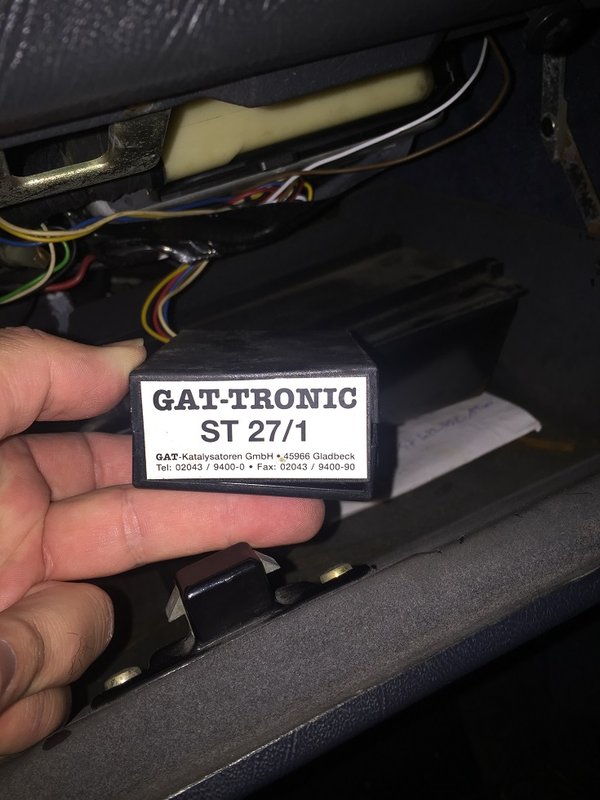 GAT-TRONIC
ST 27/1
GAT-Katalysatoren GmbH • 45966 Gladbeck
Tel: 02043 / 9400-0 • Fax: 02043 / 9400-90